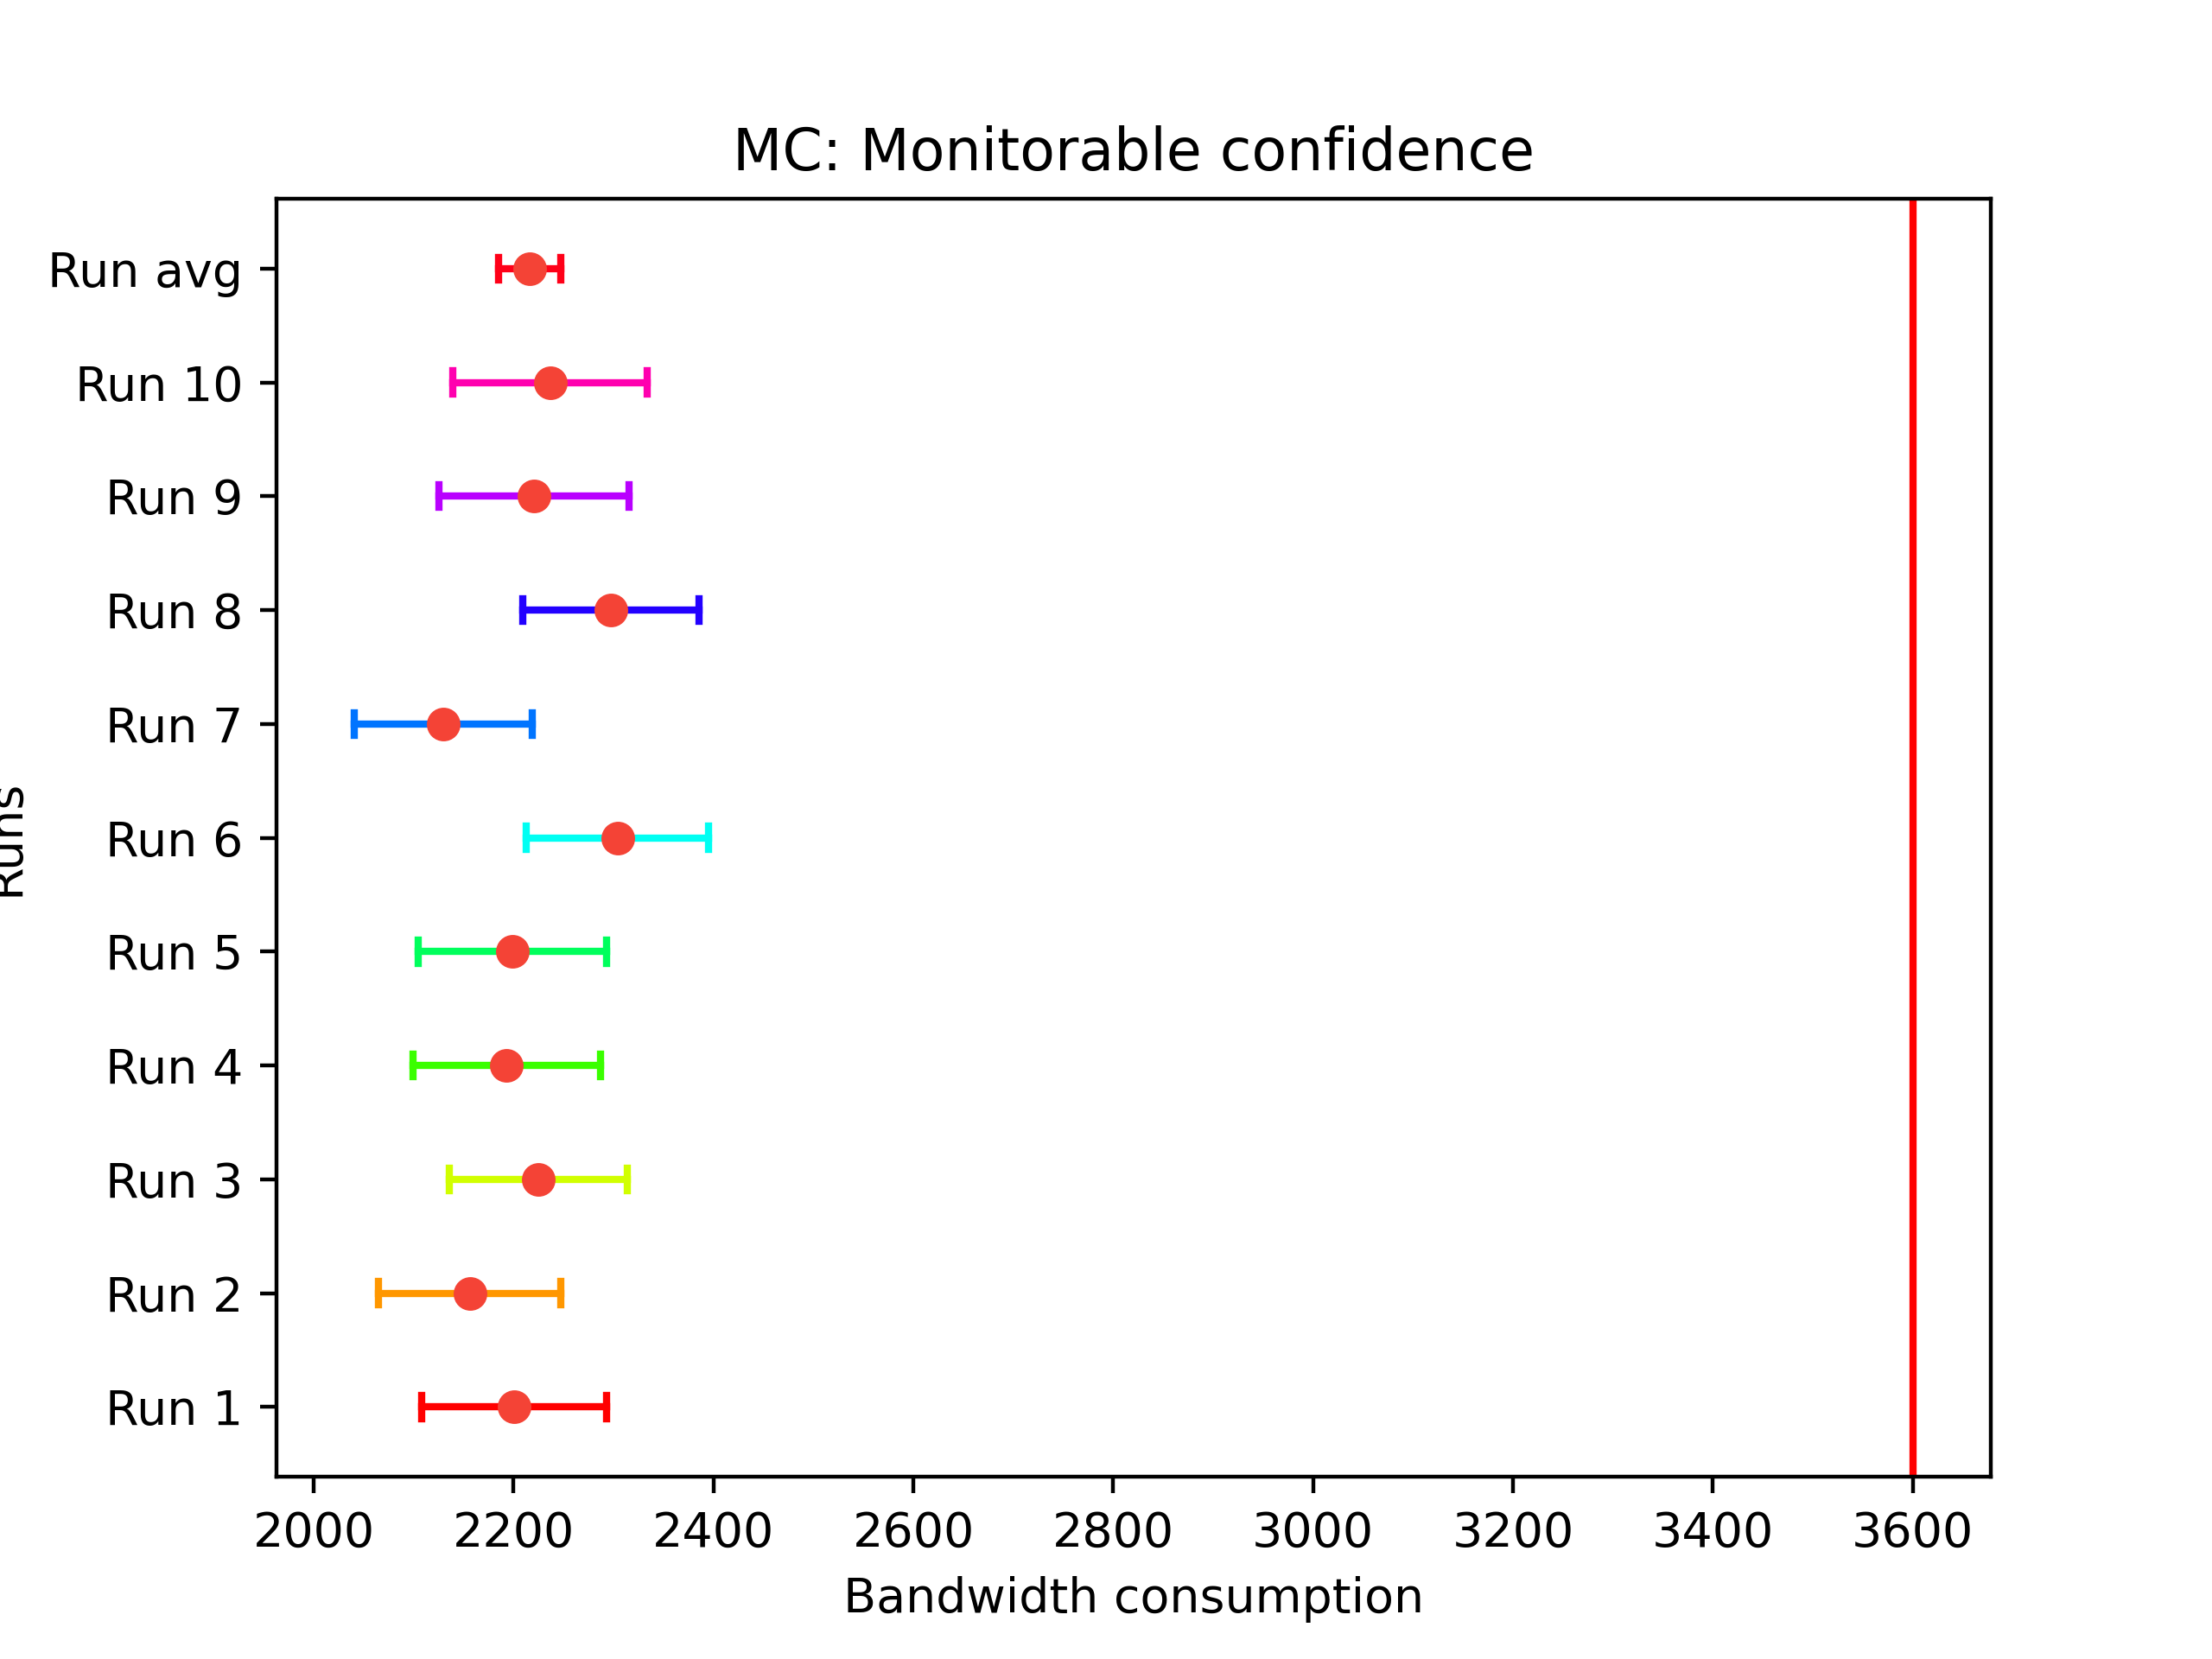 MC: Monitorable confidence
Run avg
Run 10
Run 9
Run 8
Run 7
Run 6
Run 5
Run 4
Run 3
Run 2
Run 1
Runs
2000 2200 2400 2600 2800 3000 3200 3400 3600
Bandwidth consumption